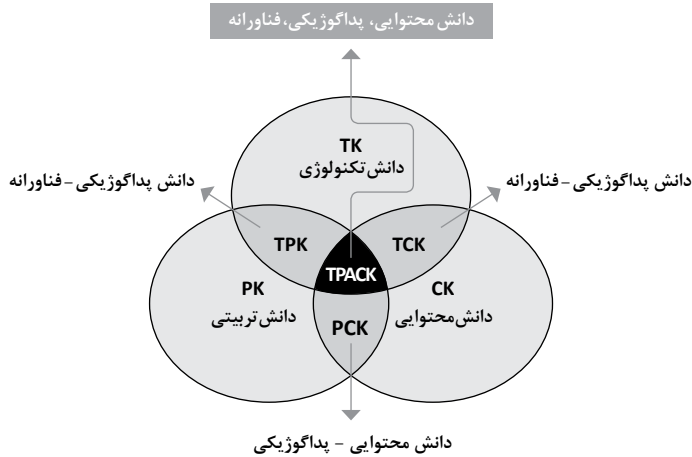 دانش محتوایی، پداگوژیکی، فناورانه
TK
دانش تکنولوژی
دانش پداگوژیکی - فناورانه
دانش پداگوژیکی - فناورانه
TPK
TCK
TPACK
PK
دانش تربیتی
CK
دانش محتوایی
PCK
دانش محتوایی - پداگوژیکی